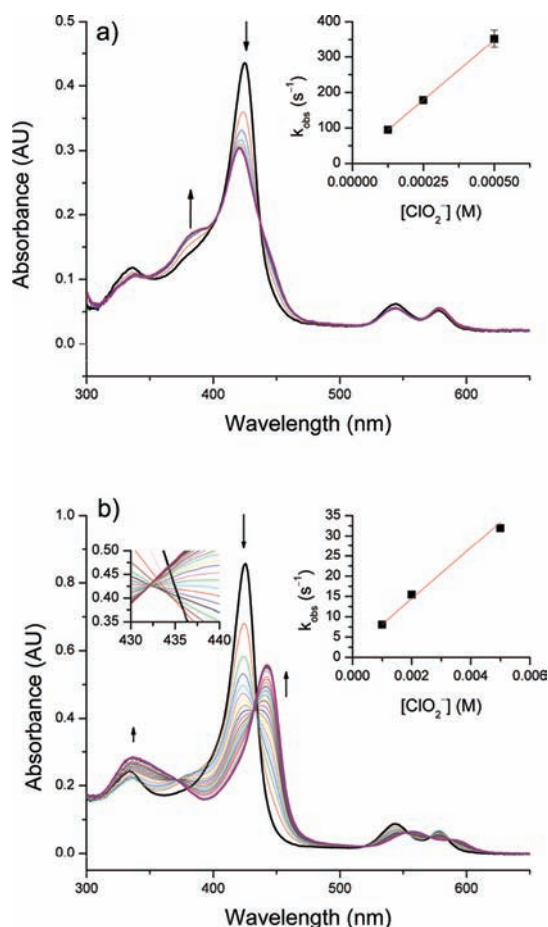 a)
0.5
0.4
0.3
0.2
0.1
0.0
Absorbance (AU)
300 400 500 600
Wavelength (nm)
400
350
300
250
200
150
100
50
0
k_obs (s⁻¹)
0.00000 0.00025 0.00050
[ClO₂⁻] (M)
b)
1.0
0.8
0.6
0.4
0.2
0.0
Absorbance (AU)
300 400 500 600
Wavelength (nm)
0.50
0.45
0.40
0.35
430 435 440
35
30
25
20
15
10
5
0
k_obs (s⁻¹)
0.000 0.002 0.004 0.006
[ClO₂⁻] (M)